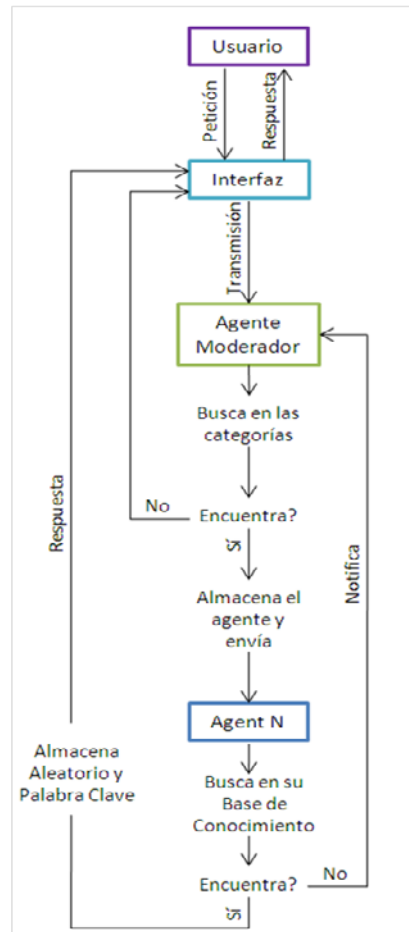 Usuario
Petición
Respuesta
Interfaz
Transmisión
Agente
Moderador
Busca en las
categorías
No
Encuentra?
Sí
Respuesta
Notifica
Almacena el
agente y
envía
Agent N
Almacena
Aleatorio y
Palabra Clave
Busca en su
Base de
Conocimiento
Encuentra?
No
Sí